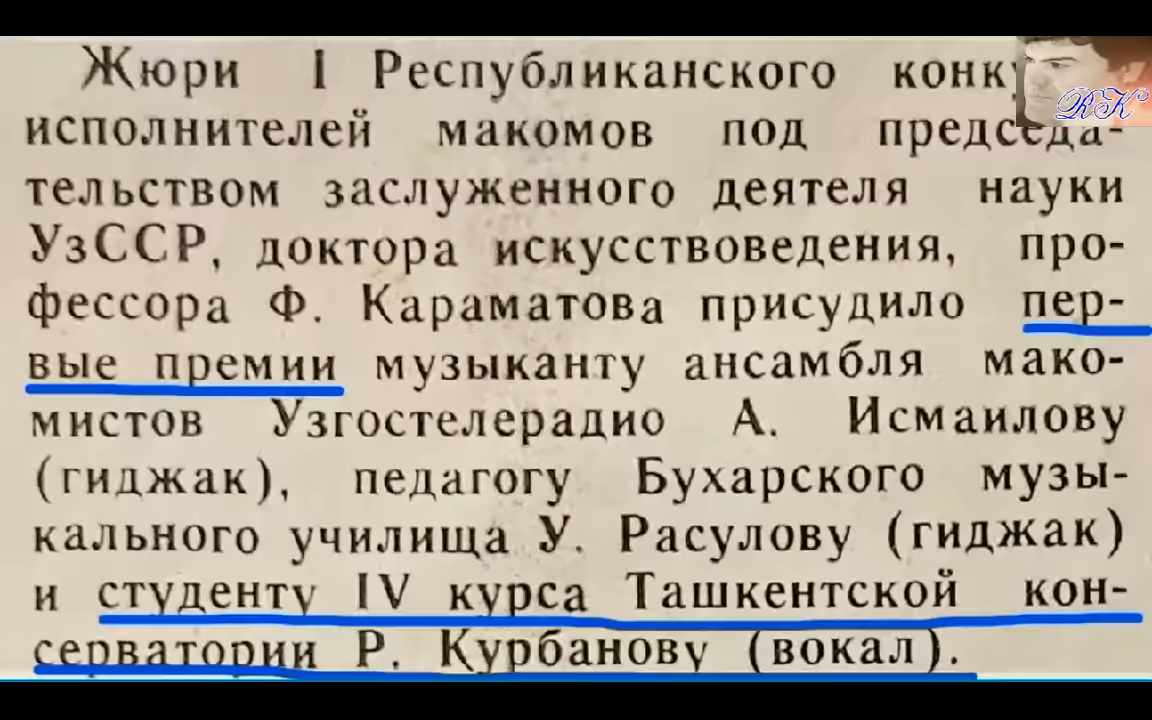 Жюри I Республиканского конк
исполнителей макомов под председа-
тельством заслуженного деятеля науки
УзССР, доктора искусствоведения, про-
фессора Ф. Караматова присудило пер-
вые премии музыканту ансамбля мако-
мистов Узгостелерадио А. Исмаилову
(гиджак), педагогу Бухарского музы-
кального училища У. Расулову (гиджак)
и студенту IV курса Ташкентской кон-
серватории Р. Курбанову (вокал).
RK